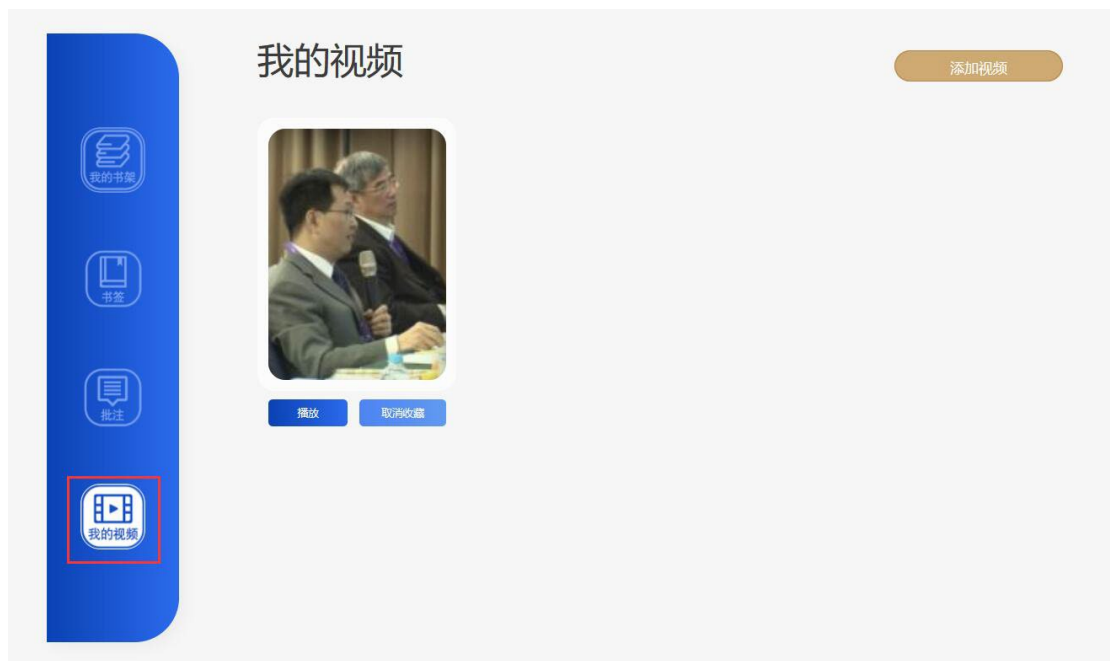 我的视频
添加视频
我的书架
书签
批注
我的视频
播放
取消收藏